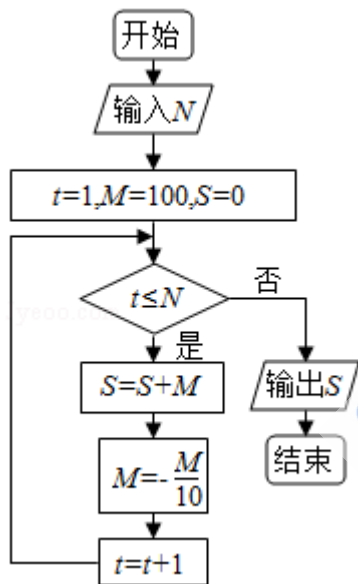 开始
输入N
t=1,M=100,S=0
t≤N
否
是
S=S+M
输出S
M=-M/10
结束
t=t+1